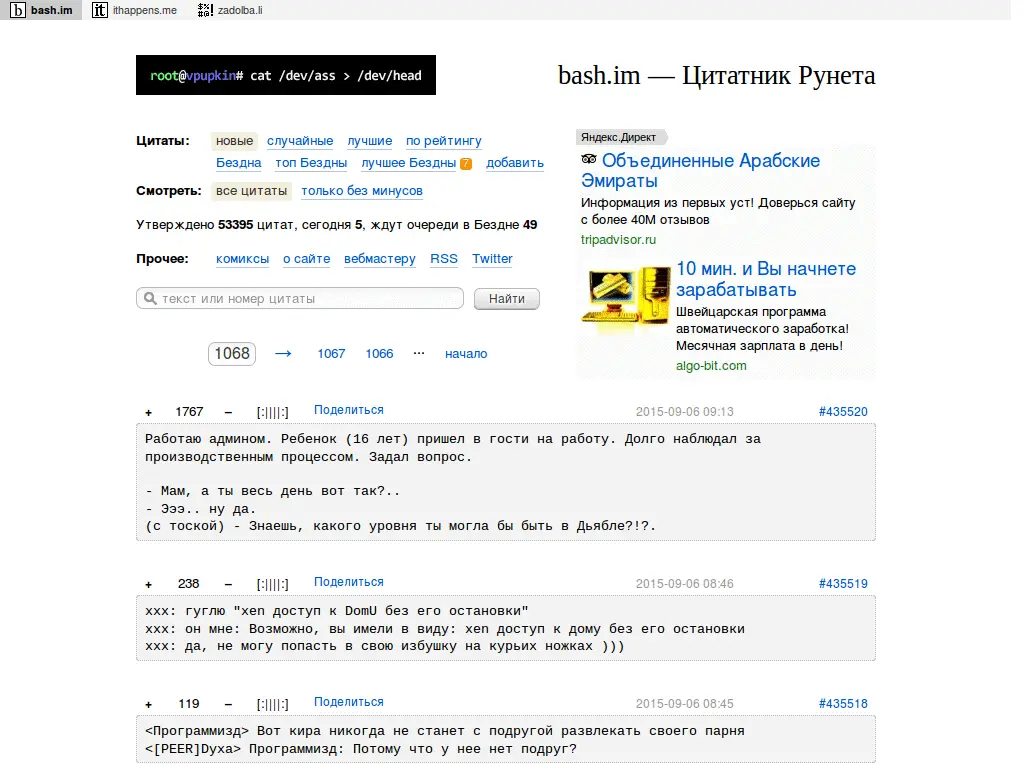 bash.im ithappens.me zadolba.li
root@vpupkin# cat /dev/ass > /dev/head
bash.im — Цитатник Рунета
Цитаты: новые случайные лучшие по рейтингу
Бездна топ Бездны лучшее Бездны 7 добавить
Смотреть: все цитаты только без минусов
Утверждено 53395 цитат, сегодня 5, ждут очереди в Бездне 49
Прочее: комиксы о сайте вебмастеру RSS Twitter
текст или номер цитаты Найти
1068 → 1067 1066 ... начало
Яндекс.Директ
Объединенные Арабские
Эмираты
Информация из первых уст! Доверься сайту
с более 40М отзывов
tripadvisor.ru
10 мин. и Вы начнете
зарабатывать
Швейцарская программа
автоматического заработка!
Месячная зарплата в день!
algo-bit.com
+ 1767 – [:||||:] Поделиться 2015-09-06 09:13 #435520
Работаю админом. Ребенок (16 лет) пришел в гости на работу. Долго наблюдал за
производственным процессом. Задал вопрос.
- Мам, а ты весь день вот так?..
- Эээ.. ну да.
(с тоской) - Знаешь, какого уровня ты могла бы быть в Дьябле?!?.
+ 238 – [:||||:] Поделиться 2015-09-06 08:46 #435519
xxx: гуглю "xen доступ к DomU без его остановки"
xxx: он мне: Возможно, вы имели в виду: xen доступ к дому без его остановки
xxx: да, не могу попасть в свою избушку на курьих ножках )))
+ 119 – [:||||:] Поделиться 2015-09-06 08:45 #435518
<Программизд> Вот кира никогда не станет с подругой развлекать своего парня
<[PEER]Dyxa> Программизд: Потому что у нее нет подруг?